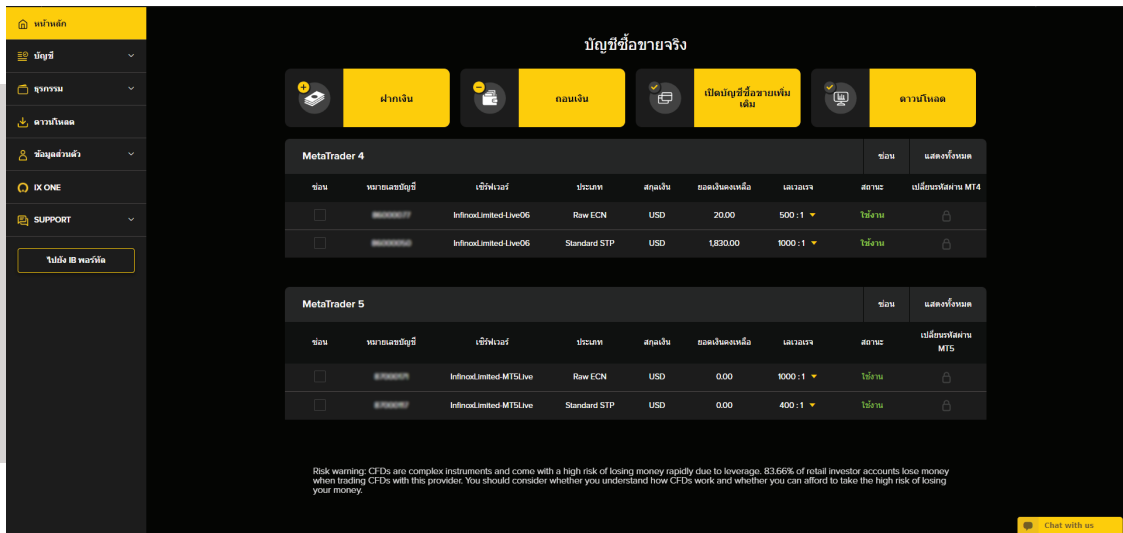 หน้าหลัก
บัญชี
ธุรกรรม
ดาวน์โหลด
ข้อมูลส่วนตัว
IX ONE
SUPPORT
ไปยัง IB พอร์ทัล
บัญชีซื้อขายจริง
ฝากเงิน
ถอนเงิน
เปิดบัญชีซื้อขายเพิ่ม
เติม
ดาวน์โหลด
MetaTrader 4 ซ่อน แสดงทั้งหมด
ซ่อน หมายเลขบัญชี เซิร์ฟเวอร์ ประเภท สกุลเงิน ยอดเงินคงเหลือ เลเวอเรจ สถานะ เปลี่ยนรหัสผ่าน MT4
InfinoxLimited-Live06 Raw ECN USD 20.00 500 : 1 ใช้งาน
InfinoxLimited-Live06 Standard STP USD 1,830.00 1000 : 1 ใช้งาน
MetaTrader 5 ซ่อน แสดงทั้งหมด
ซ่อน หมายเลขบัญชี เซิร์ฟเวอร์ ประเภท สกุลเงิน ยอดเงินคงเหลือ เลเวอเรจ สถานะ เปลี่ยนรหัสผ่าน
MT5
InfinoxLimited-MT5Live Raw ECN USD 0.00 1000 : 1 ใช้งาน
InfinoxLimited-MT5Live Standard STP USD 0.00 400 : 1 ใช้งาน
Risk warning: CFDs are complex instruments and come with a high risk of losing money rapidly due to leverage. 83.66% of retail investor accounts lose money
when trading CFDs with this provider. You should consider whether you understand how CFDs work and whether you can afford to take the high risk of losing
your money.
Chat with us